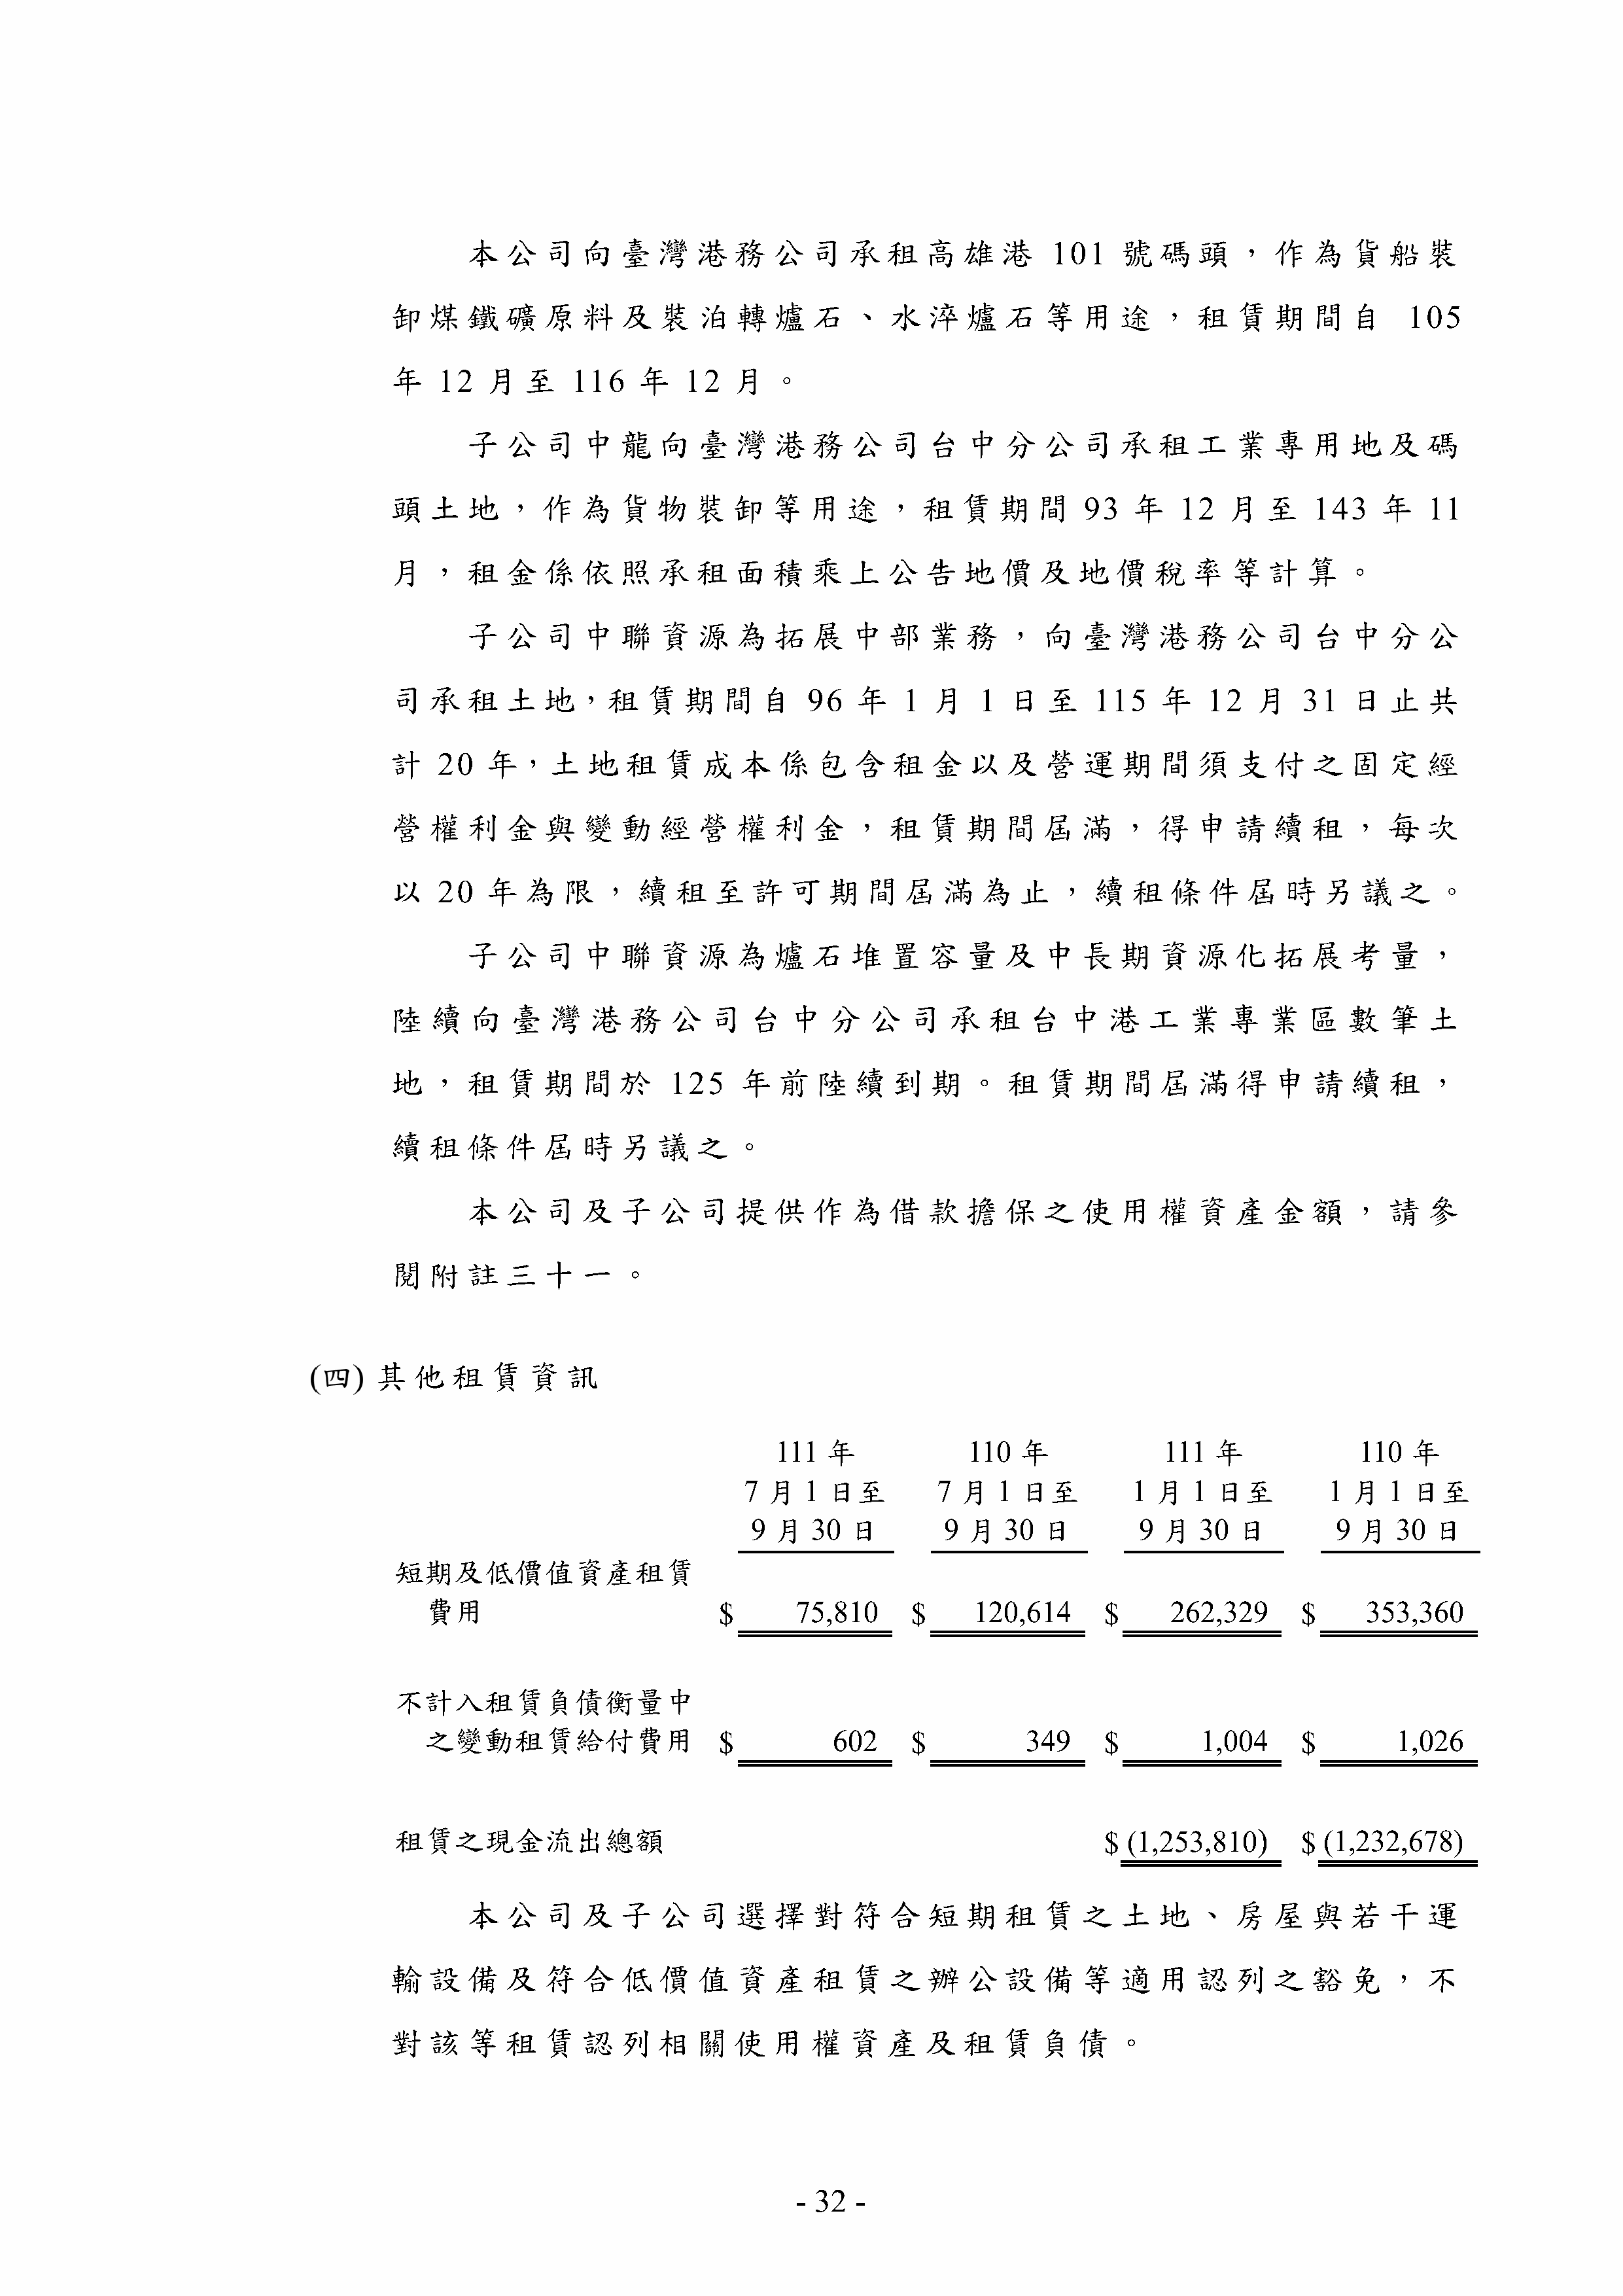 本公司向臺灣港務公司承租高雄港 101 號碼頭，作為貨船裝
卸煤鐵礦原料及裝泊轉爐石、水淬爐石等用途，租賃期間自 105
年 12 月至 116 年 12 月。
子公司中龍向臺灣港務公司台中分公司承租工業專用地及碼
頭土地，作為貨物裝卸等用途，租賃期間 93 年 12 月至 143 年 11
月，租金係依照承租面積乘上公告地價及地價稅率等計算。
子公司中聯資源為拓展中部業務，向臺灣港務公司台中分公
司承租土地，租賃期間自 96 年 1 月 1 日至 115 年 12 月 31 日止共
計 20 年，土地租賃成本係包含租金以及營運期間須支付之固定經
營權利金與變動經營權利金，租賃期間屆滿，得申請續租，每次
以 20 年為限，續租至許可期間屆滿為止，續租條件屆時另議之。
子公司中聯資源為爐石堆置容量及中長期資源化拓展考量，
陸續向臺灣港務公司台中分公司承租台中港工業專業區數筆土
地，租賃期間於 125 年前陸續到期。租賃期間屆滿得申請續租，
續租條件屆時另議之。
本公司及子公司提供作為借款擔保之使用權資產金額，請參
閱附註三十一。
(四) 其他租賃資訊
111 年 110 年 111 年 110 年
7 月 1 日至 7 月 1 日至 1 月 1 日至 1 月 1 日至
9 月 30 日 9 月 30 日 9 月 30 日 9 月 30 日
短期及低價值資產租賃
費用 $ 75,810 $ 120,614 $ 262,329 $ 353,360
不計入租賃負債衡量中
之變動租賃給付費用 $ 602 $ 349 $ 1,004 $ 1,026
租賃之現金流出總額 $ (1,253,810) $ (1,232,678)
本公司及子公司選擇對符合短期租賃之土地、房屋與若干運
輸設備及符合低價值資產租賃之辦公設備等適用認列之豁免，不
對該等租賃認列相關使用權資產及租賃負債。
- 32 -